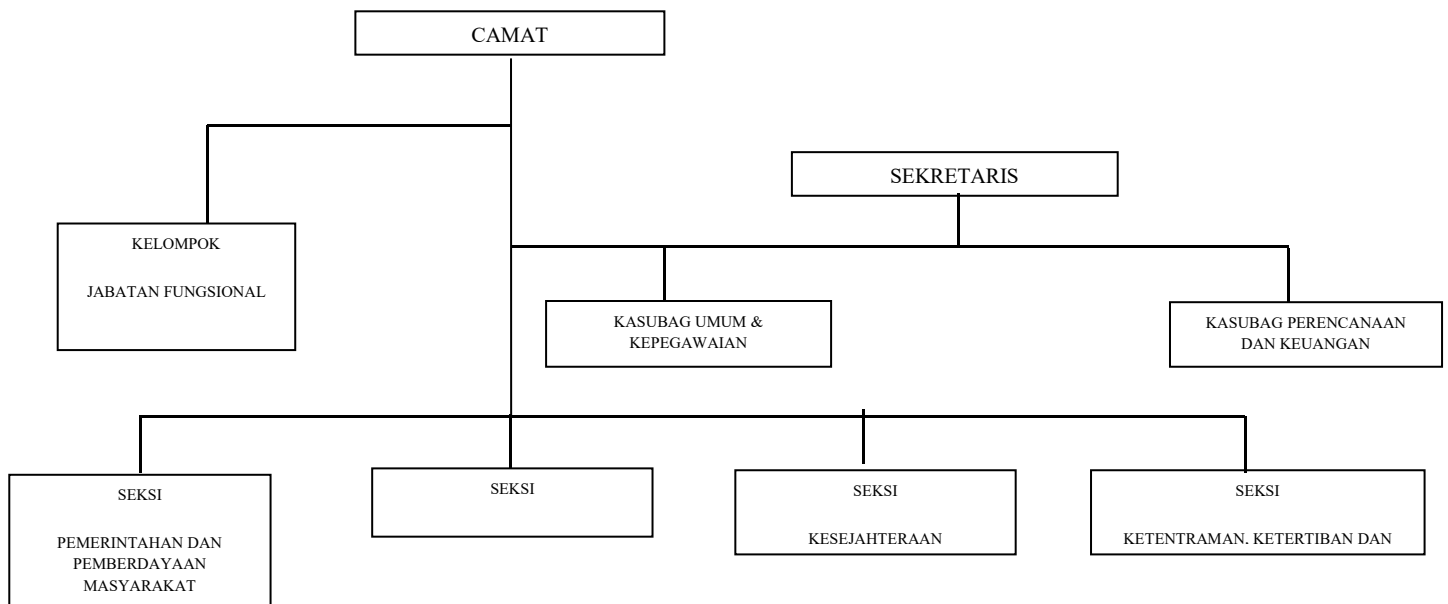 CAMAT
SEKRETARIS
KELOMPOK
JABATAN FUNGSIONAL
KASUBAG UMUM &
KEPEGAWAIAN
KASUBAG PERENCANAAN
DAN KEUANGAN
SEKSI
PEMERINTAHAN DAN
PEMBERDAYAAN
MASYARAKAT
SEKSI
SEKSI
KESEJAHTERAAN
SEKSI
KETENTRAMAN, KETERTIBAN DAN